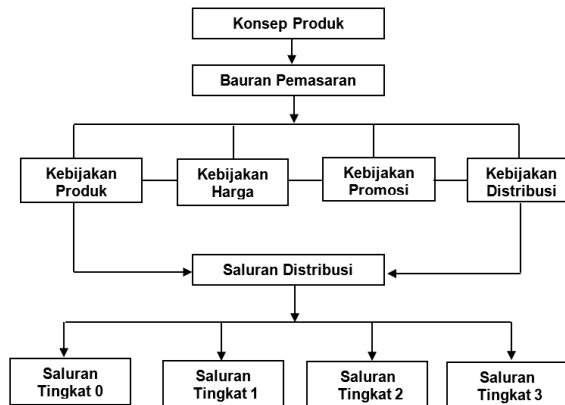 Konsep Produk
Bauran Pemasaran
Kebijakan
Produk
Kebijakan
Harga
Kebijakan
Promosi
Kebijakan
Distribusi
Saluran Distribusi
Saluran
Tingkat 0
Saluran
Tingkat 1
Saluran
Tingkat 2
Saluran
Tingkat 3